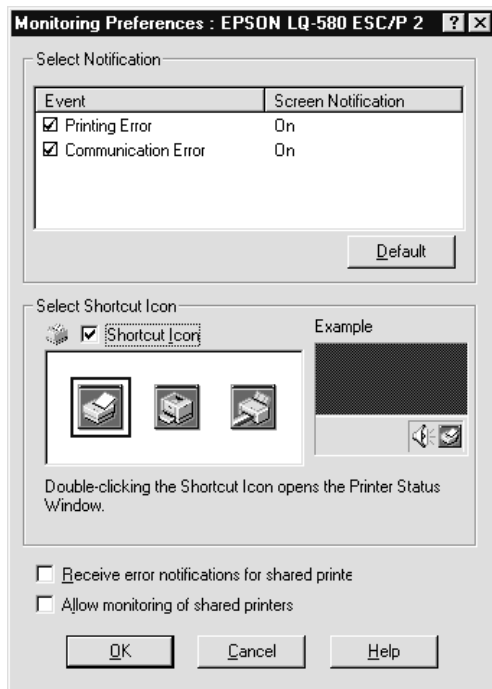 Monitoring Preferences : EPSON LQ-580 ESC/P 2
Select Notification
Event Screen Notification
Printing Error On
Communication Error On
Default
Select Shortcut Icon
Shortcut Icon
Example
Double-clicking the Shortcut Icon opens the Printer Status
Window.
Receive error notifications for shared printe
Allow monitoring of shared printers
OK Cancel Help